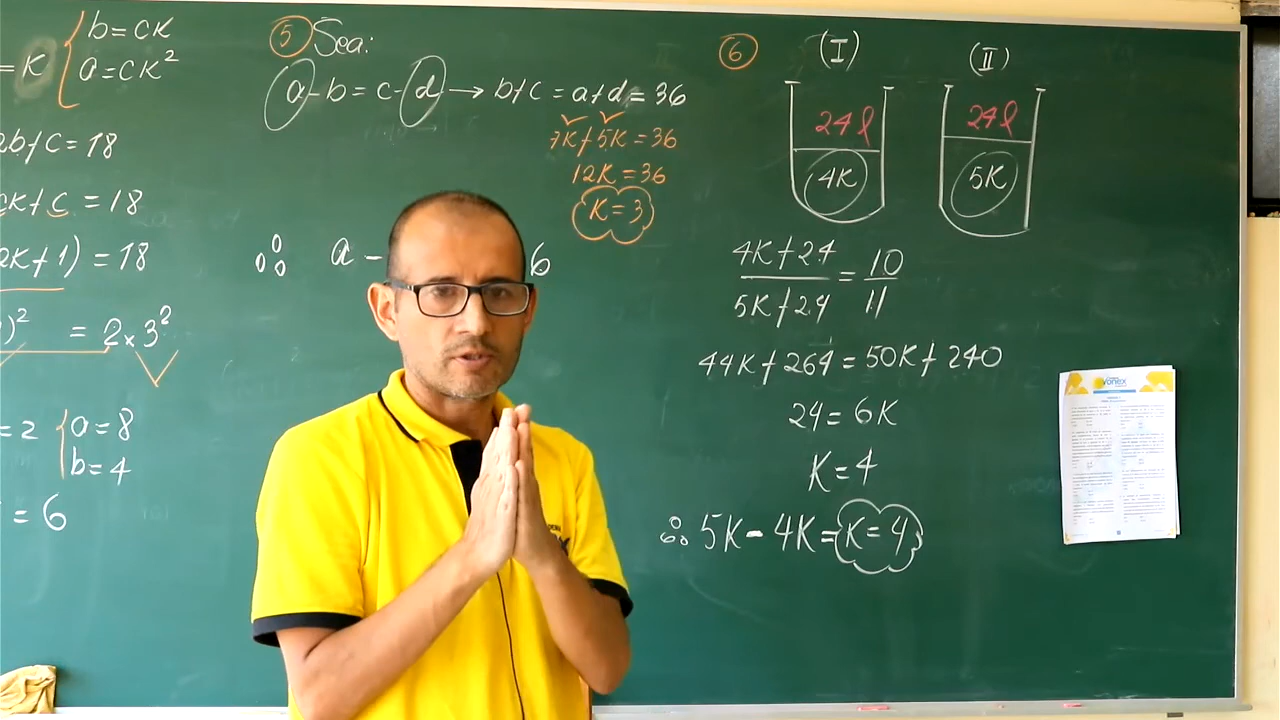 b = ck
= K
a = ck²
2b + c = 18
ck + c = 18
2k + 1) = 18
)² = 2 x 3²
= 2
a = 8
b = 4
= 6
5 Sea:
a - b = c - d → b + c = a + d = 36
7K + 5K = 36
12K = 36
K = 3
∴ a - 6
6 (I) (II)
24 l 24 l
4K 5K
4K + 24 / 5K + 24 = 10 / 11
44K + 264 = 50K + 240
24 = 6K
K = 4
∴ 5K - 4K = K = 4
Vonex